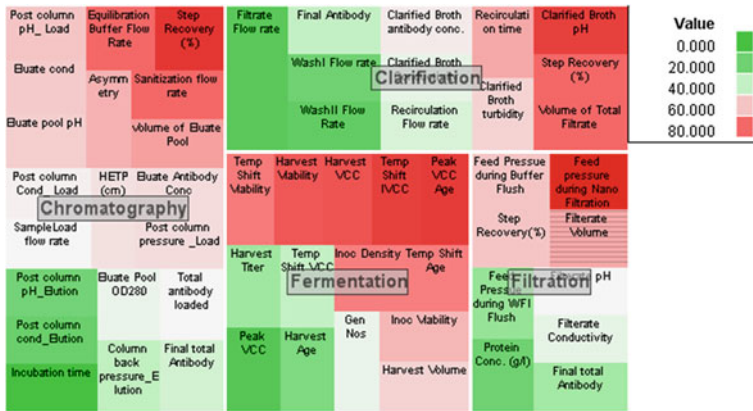 Post column
pH_ Load
Equilibration
Buffer Flow
Rate
Step
Recovery
(%)
Eluate cond
Asymm
etry
Sanitization flow
rate
Eluate pool pH
Volume of Eluate
Pool
Post column
Cond_ Load
HETP
(cm)
Eluate Antibody
Conc
Chromatography
SampleLoad
flow rate
Post column
pressure _Load
Post column
pH_Elution
Eluate Pool
OD280
Total
antibody
loaded
Post column
cond_Elution
Incubation time
Column
back
pressure_E
lution
Final total
Antibody
Filtrate
Flow rate
Final Antibody
Clarified Broth
antibody conc.
Recirculati
on time
Clarified Broth
pH
WashI Flow rate
Clarified Broth
Clarification
Step Recovery
(%)
WashII Flow
Rate
Recirculation
Flow rate
Clarified
Broth
turbidity
Volume of Total
Filtrate
Temp
Shift
Viability
Harvest
Viability
Harvest
VCC
Temp
Shift
IVCC
Peak
VCC
Age
Harvest
Titer
Temp
Shift VCC
Inoc Density
Temp Shift
Age
Fermentation
Peak
VCC
Harvest
Age
Gen
Nos
Inoc Viability
Harvest Volume
Feed Pressue
during Buffer
Flush
Feed
pressure
during Nano
Filtration
Step
Recovery(%)
Filterate
Volume
Feed
Pressue
during WFI
Flush
Filterate pH
Filtration
Filterate
Conductivity
Protein
Conc. (g/l)
Final total
Antibody
Value
0.000
20.000
40.000
60.000
80.000